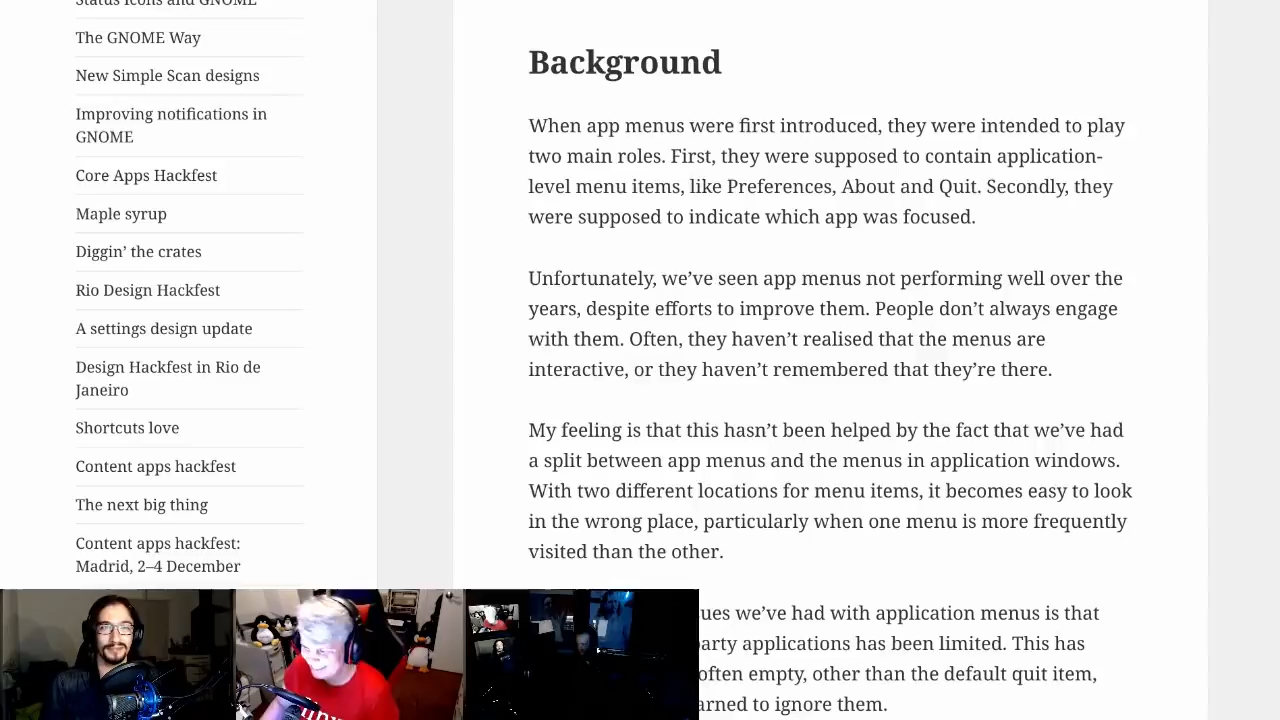 Status Icons and GNOME
The GNOME Way
New Simple Scan designs
Improving notifications in
GNOME
Core Apps Hackfest
Maple syrup
Diggin’ the crates
Rio Design Hackfest
A settings design update
Design Hackfest in Rio de
Janeiro
Shortcuts love
Content apps hackfest
The next big thing
Content apps hackfest:
Madrid, 2–4 December
Background
When app menus were first introduced, they were intended to play
two main roles. First, they were supposed to contain application-
level menu items, like Preferences, About and Quit. Secondly, they
were supposed to indicate which app was focused.
Unfortunately, we’ve seen app menus not performing well over the
years, despite efforts to improve them. People don’t always engage
with them. Often, they haven’t realised that the menus are
interactive, or they haven’t remembered that they’re there.
My feeling is that this hasn’t been helped by the fact that we’ve had
a split between app menus and the menus in application windows.
With two different locations for menu items, it becomes easy to look
in the wrong place, particularly when one menu is more frequently
visited than the other.
ues we’ve had with application menus is that
arty applications has been limited. This has
often empty, other than the default quit item,
arned to ignore them.